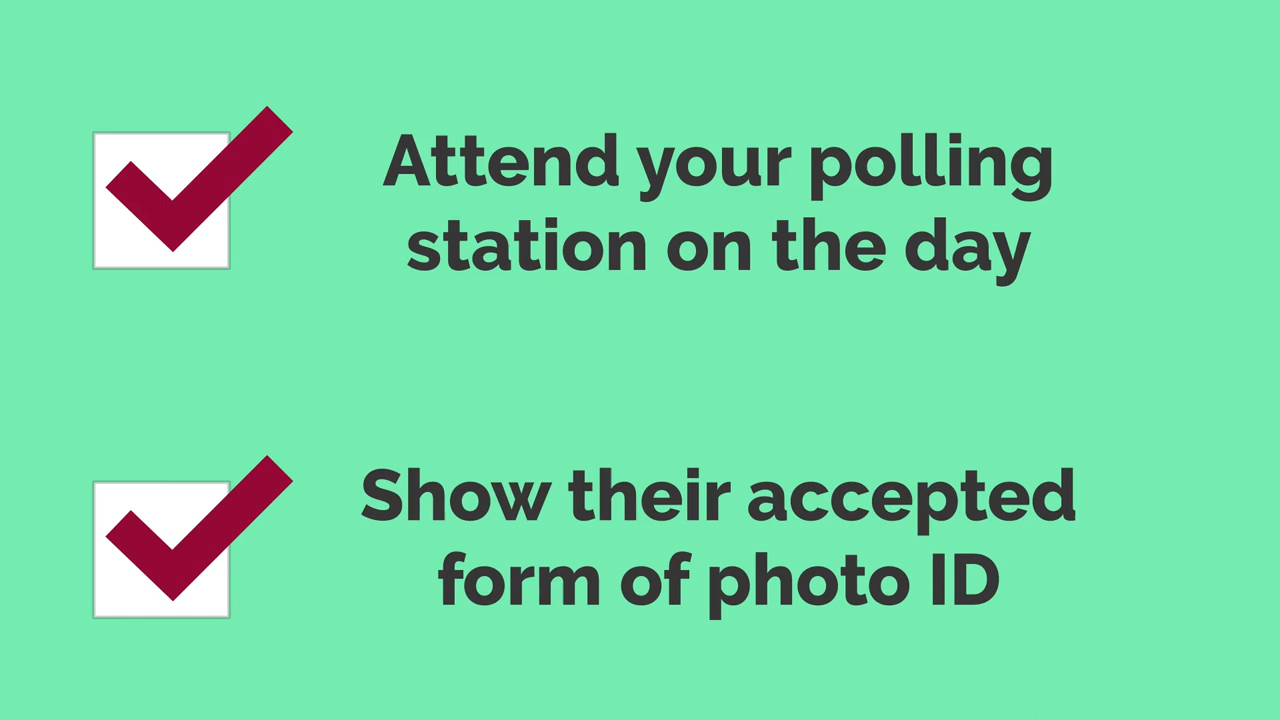 Attend your polling
station on the day
Show their accepted
form of photo ID